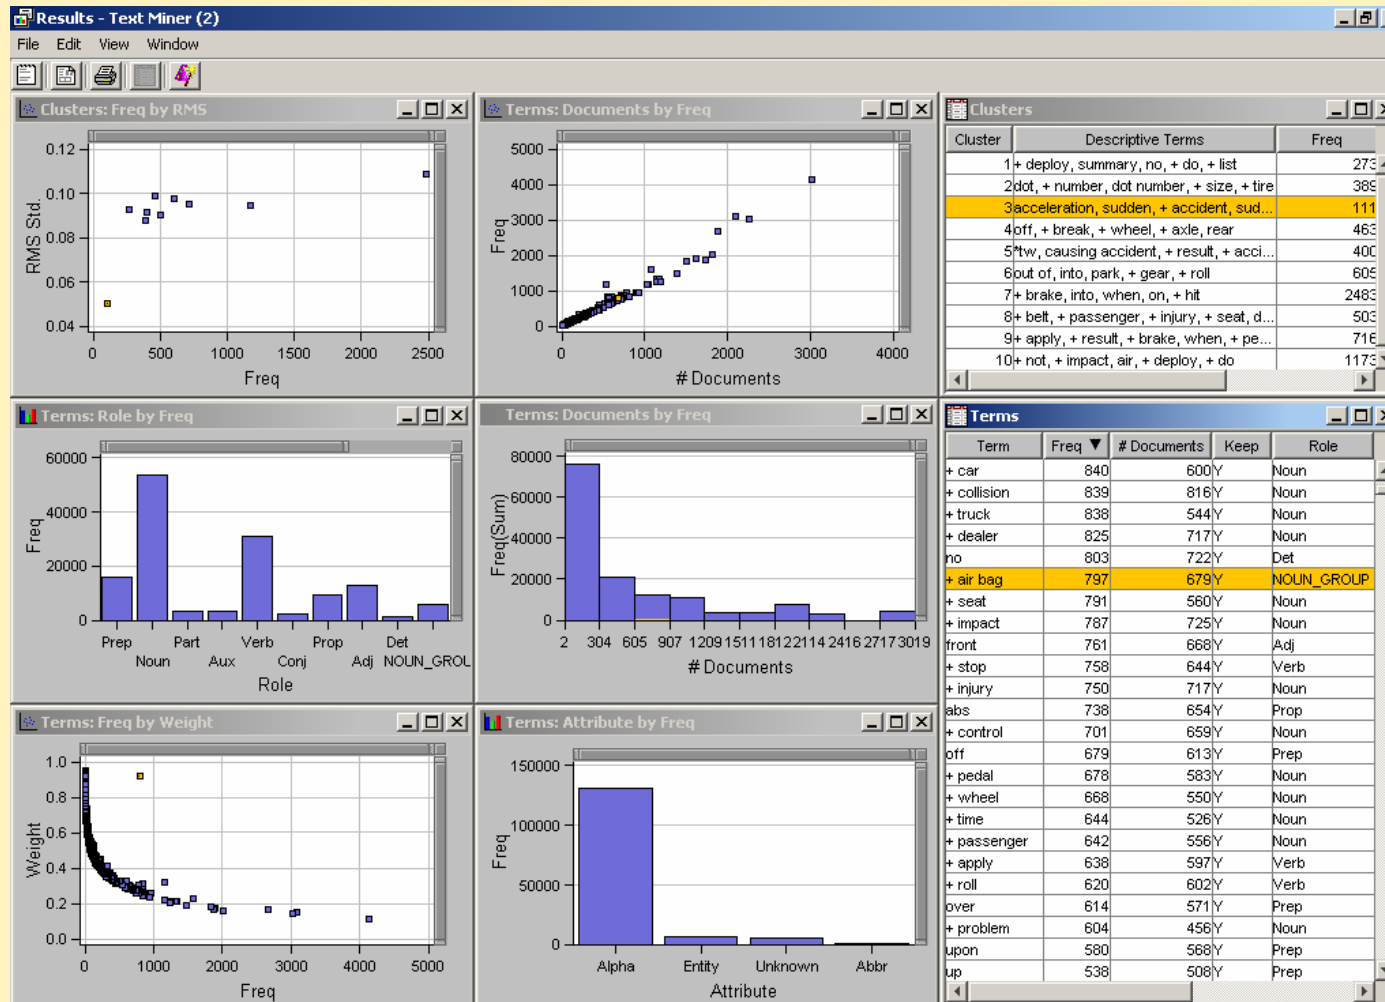 Results - Text Miner (2)
File Edit View Window
Clusters: Freq by RMS
0.12
0.10
0.08
0.06
0.04
RMS Std.
0 500 1000 1500 2000 2500
Freq
Terms: Documents by Freq
5000
4000
3000
2000
1000
0
Freq
0 1000 2000 3000 4000
# Documents
Clusters
Cluster Descriptive Terms Freq
1 + deploy, summary, no, + do, + list 273
2 dot, + number, dot number, + size, + tire 389
3 acceleration, sudden, + accident, sud... 111
4 off, + break, + wheel, + axle, rear 463
5 *tw, causing accident, + result, + acci... 400
6 out of, into, park, + gear, + roll 605
7 + brake, into, when, on, + hit 2483
8 + belt, + passenger, + injury, + seat, d... 503
9 + apply, + result, + brake, when, + pe... 716
10 + not, + impact, air, + deploy, + do 1173
Terms: Role by Freq
60000
40000
20000
0
Freq
Prep Part Verb Prop Det
Noun Aux Conj Adj NOUN_GROU
Role
Terms: Documents by Freq
80000
60000
40000
20000
0
Freq(Sum)
2 304 605 907 1209 1511 1812 2114 2416 2717 3019
# Documents
Terms
Term Freq # Documents Keep Role
+ car 840 600 Y Noun
+ collision 839 816 Y Noun
+ truck 838 544 Y Noun
+ dealer 825 717 Y Noun
no 803 722 Y Det
+ air bag 797 679 Y NOUN_GROUP
+ seat 791 560 Y Noun
+ impact 787 725 Y Noun
front 761 668 Y Adj
+ stop 758 644 Y Verb
+ injury 750 717 Y Noun
abs 738 654 Y Prop
+ control 701 659 Y Noun
off 679 613 Y Prep
+ pedal 678 583 Y Noun
+ wheel 668 550 Y Noun
+ time 644 526 Y Noun
+ passenger 642 556 Y Noun
+ apply 638 597 Y Verb
+ roll 620 602 Y Verb
over 614 571 Y Prep
+ problem 604 456 Y Noun
upon 580 568 Y Prep
up 538 508 Y Prep
Terms: Freq by Weight
1.0
0.8
0.6
0.4
0.2
0.0
Weight
0 1000 2000 3000 4000 5000
Freq
Terms: Attribute by Freq
150000
100000
50000
0
Freq
Alpha Entity Unknown Abbr
Attribute